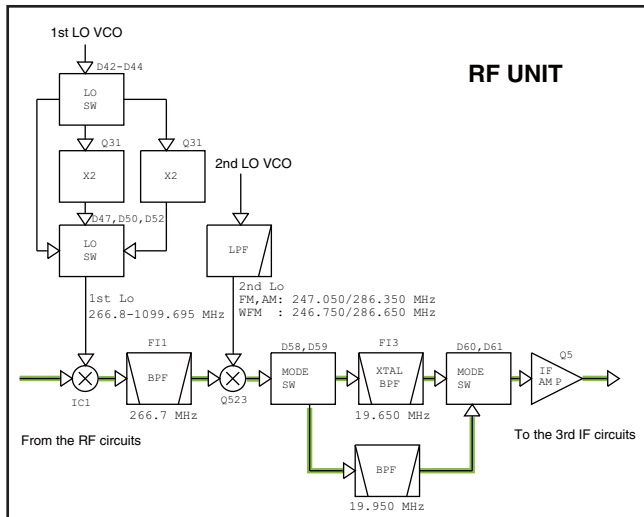 1st LO VCO
RF UNIT
D42-D44
LO
SW
Q31
Q31
X2
X2
2nd LO VCO
D47,D50,D52
LO
SW
LPF
1st Lo
266.8-1099.695 MHz
2nd Lo
FM,AM: 247.050/286.350 MHz
WFM : 246.750/286.650 MHz
FI1
BPF
IC1
266.7 MHz
Q523
D58,D59
MODE
SW
FI3
XTAL
BPF
19.650 MHz
D60,D61
MODE
SW
Q5
IF
AMP
From the RF circuits
To the 3rd IF circuits
BPF
19.950 MHz